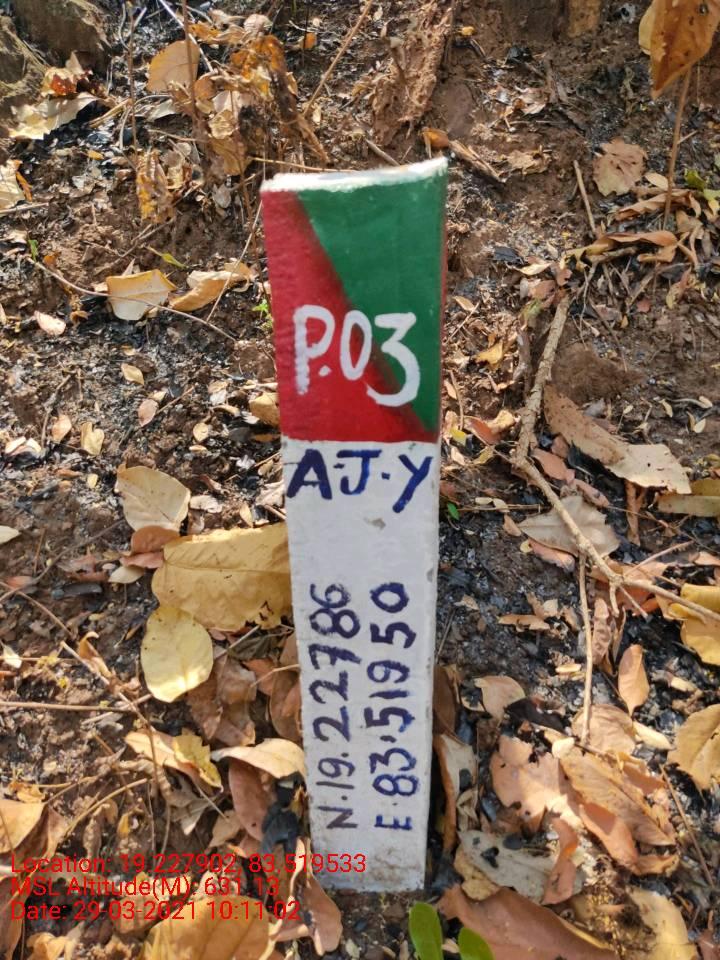 P.03
A.J.Y
N.19.22786
E.83.51950
Location: 19.227902, 83.519533
MSL Altitude(M): 631.13
Date: 29-03-2021 10:11:02